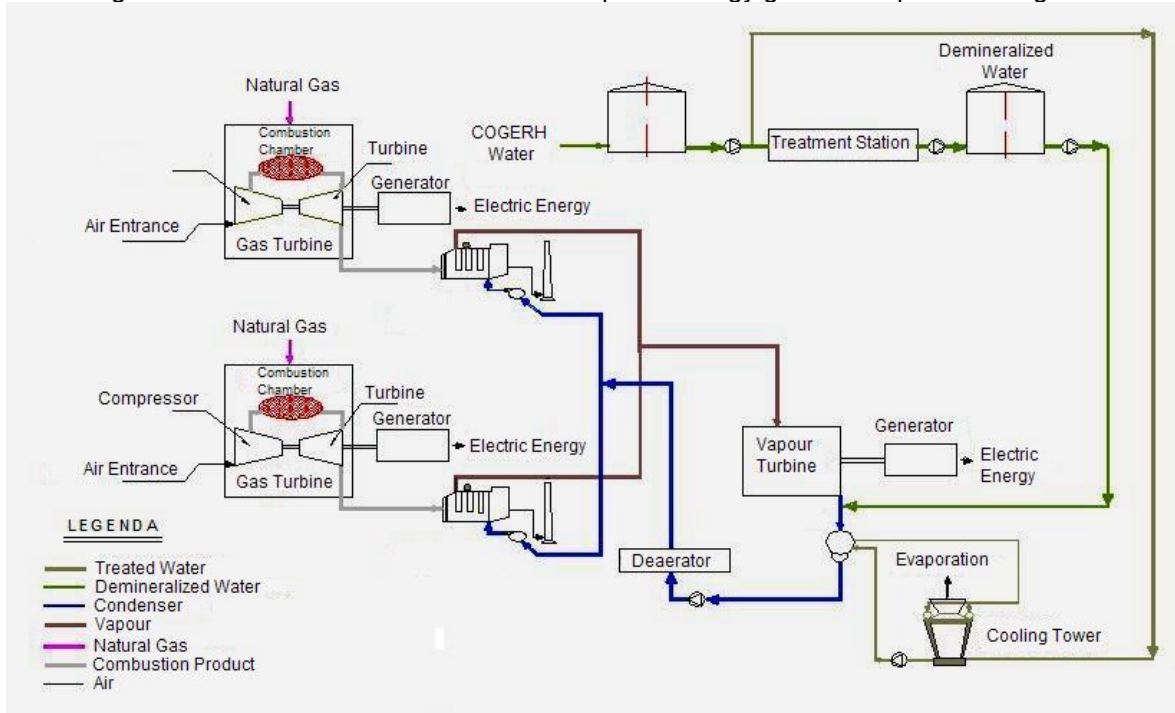 Demineralized
Water
Natural Gas
Combustion
Chamber
Turbine
COGERH
Water
Treatment Station
Generator
Electric Energy
Air Entrance
Gas Turbine
Natural Gas
Combustion
Chamber
Compressor
Turbine
Generator
Electric Energy
Air Entrance
Gas Turbine
Vapour
Turbine
Generator
Electric
Energy
LEGENDA
Treated Water
Demineralized Water
Condenser
Vapour
Natural Gas
Combustion Product
Air
Deaerator
Evaporation
Cooling Tower